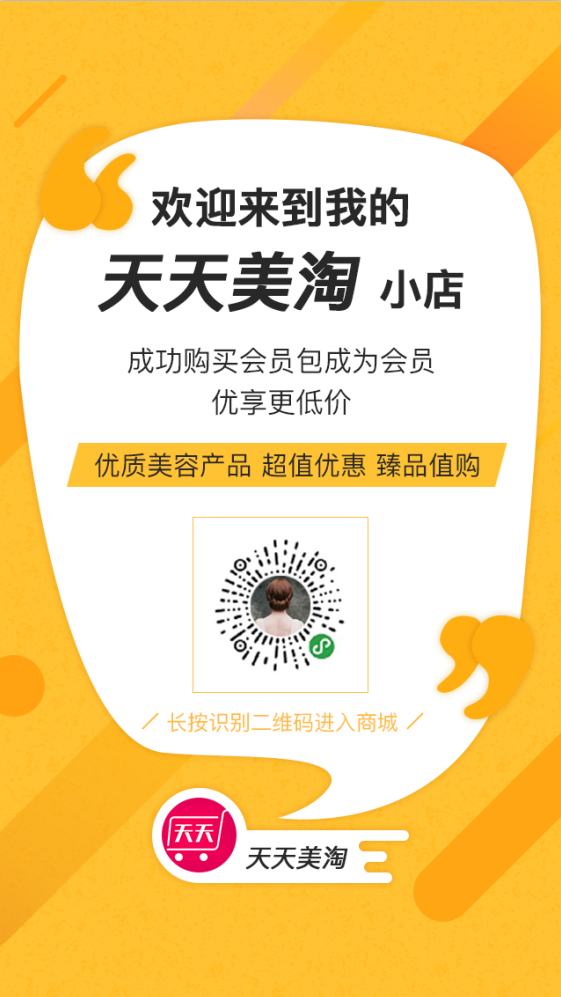 欢迎来到我的
天天美淘 小店
成功购买会员包成为会员
优享更低价
优质美容产品 超值优惠 臻品值购
长按识别二维码进入商城
天天
天天美淘